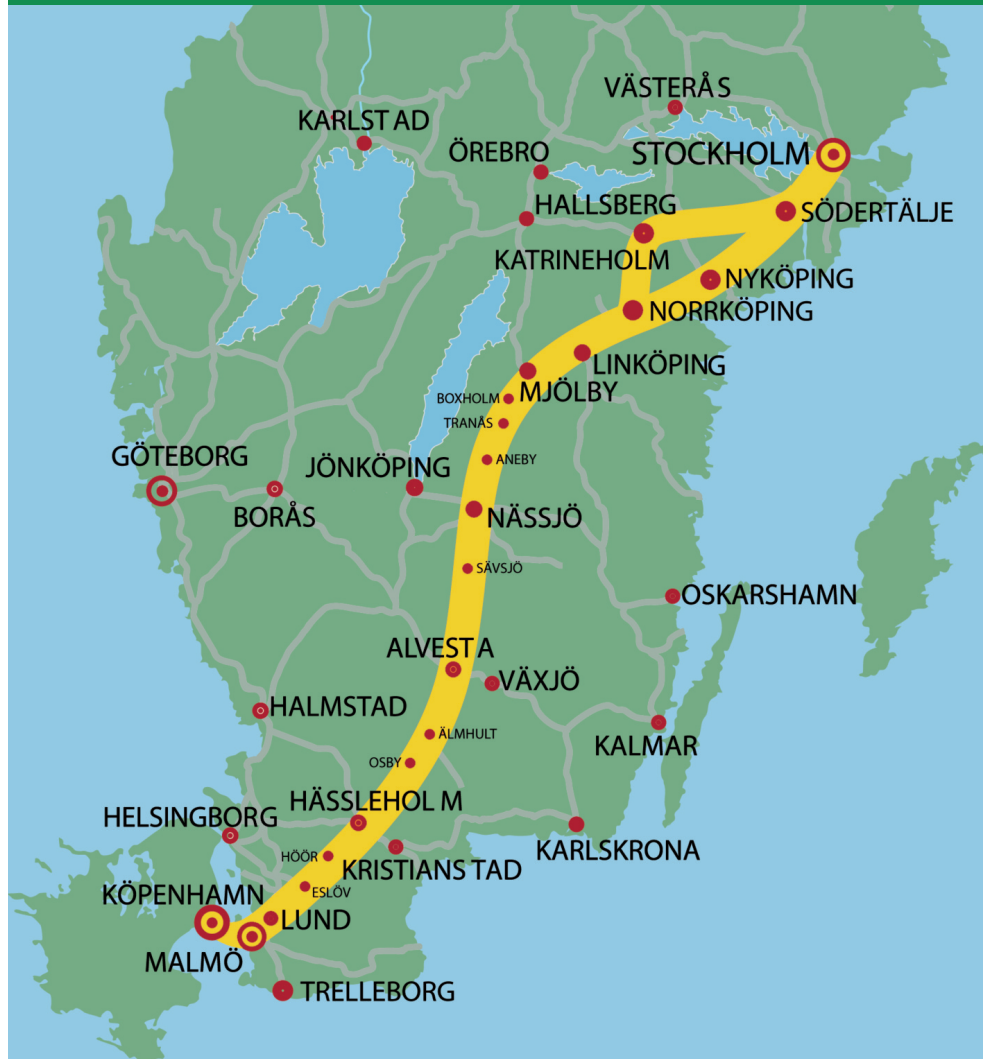 VÄSTERÅS
KARLSTAD
ÖREBRO
STOCKHOLM
HALLSBERG
SÖDERTÄLJE
KATRINEHOLM
NYKÖPING
NORRKÖPING
LINKÖPING
MJÖLBY
BOXHOLM
TRANÅS
GÖTEBORG
JÖNKÖPING
ANEBY
BORÅS
NÄSSJÖ
SÄVSJÖ
OSKARSHAMN
ALVESTA
VÄXJÖ
HALMSTAD
ÄLMHULT
KALMAR
OSBY
HÄSSLEHOLM
HELSINGBORG
KARLSKRONA
HÖÖR
KRISTIANSTAD
ESLÖV
KÖPENHAMN
LUND
MALMÖ
TRELLEBORG